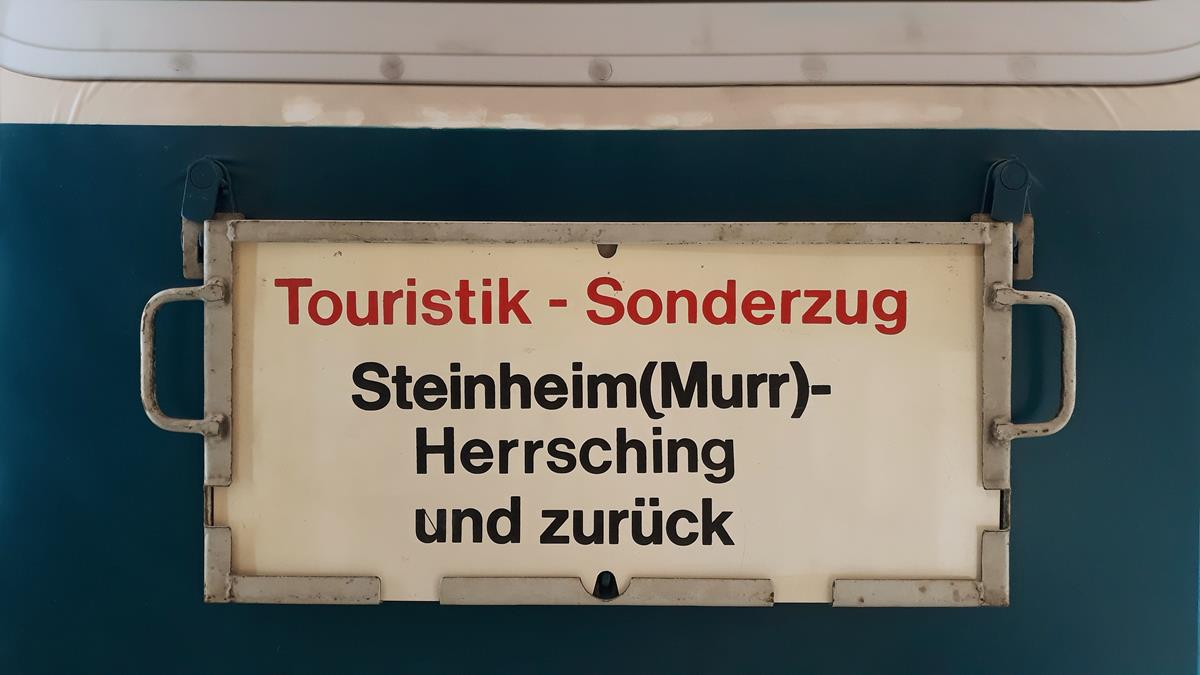 Touristik - Sonderzug
Steinheim(Murr)-
Herrsching
und zurück